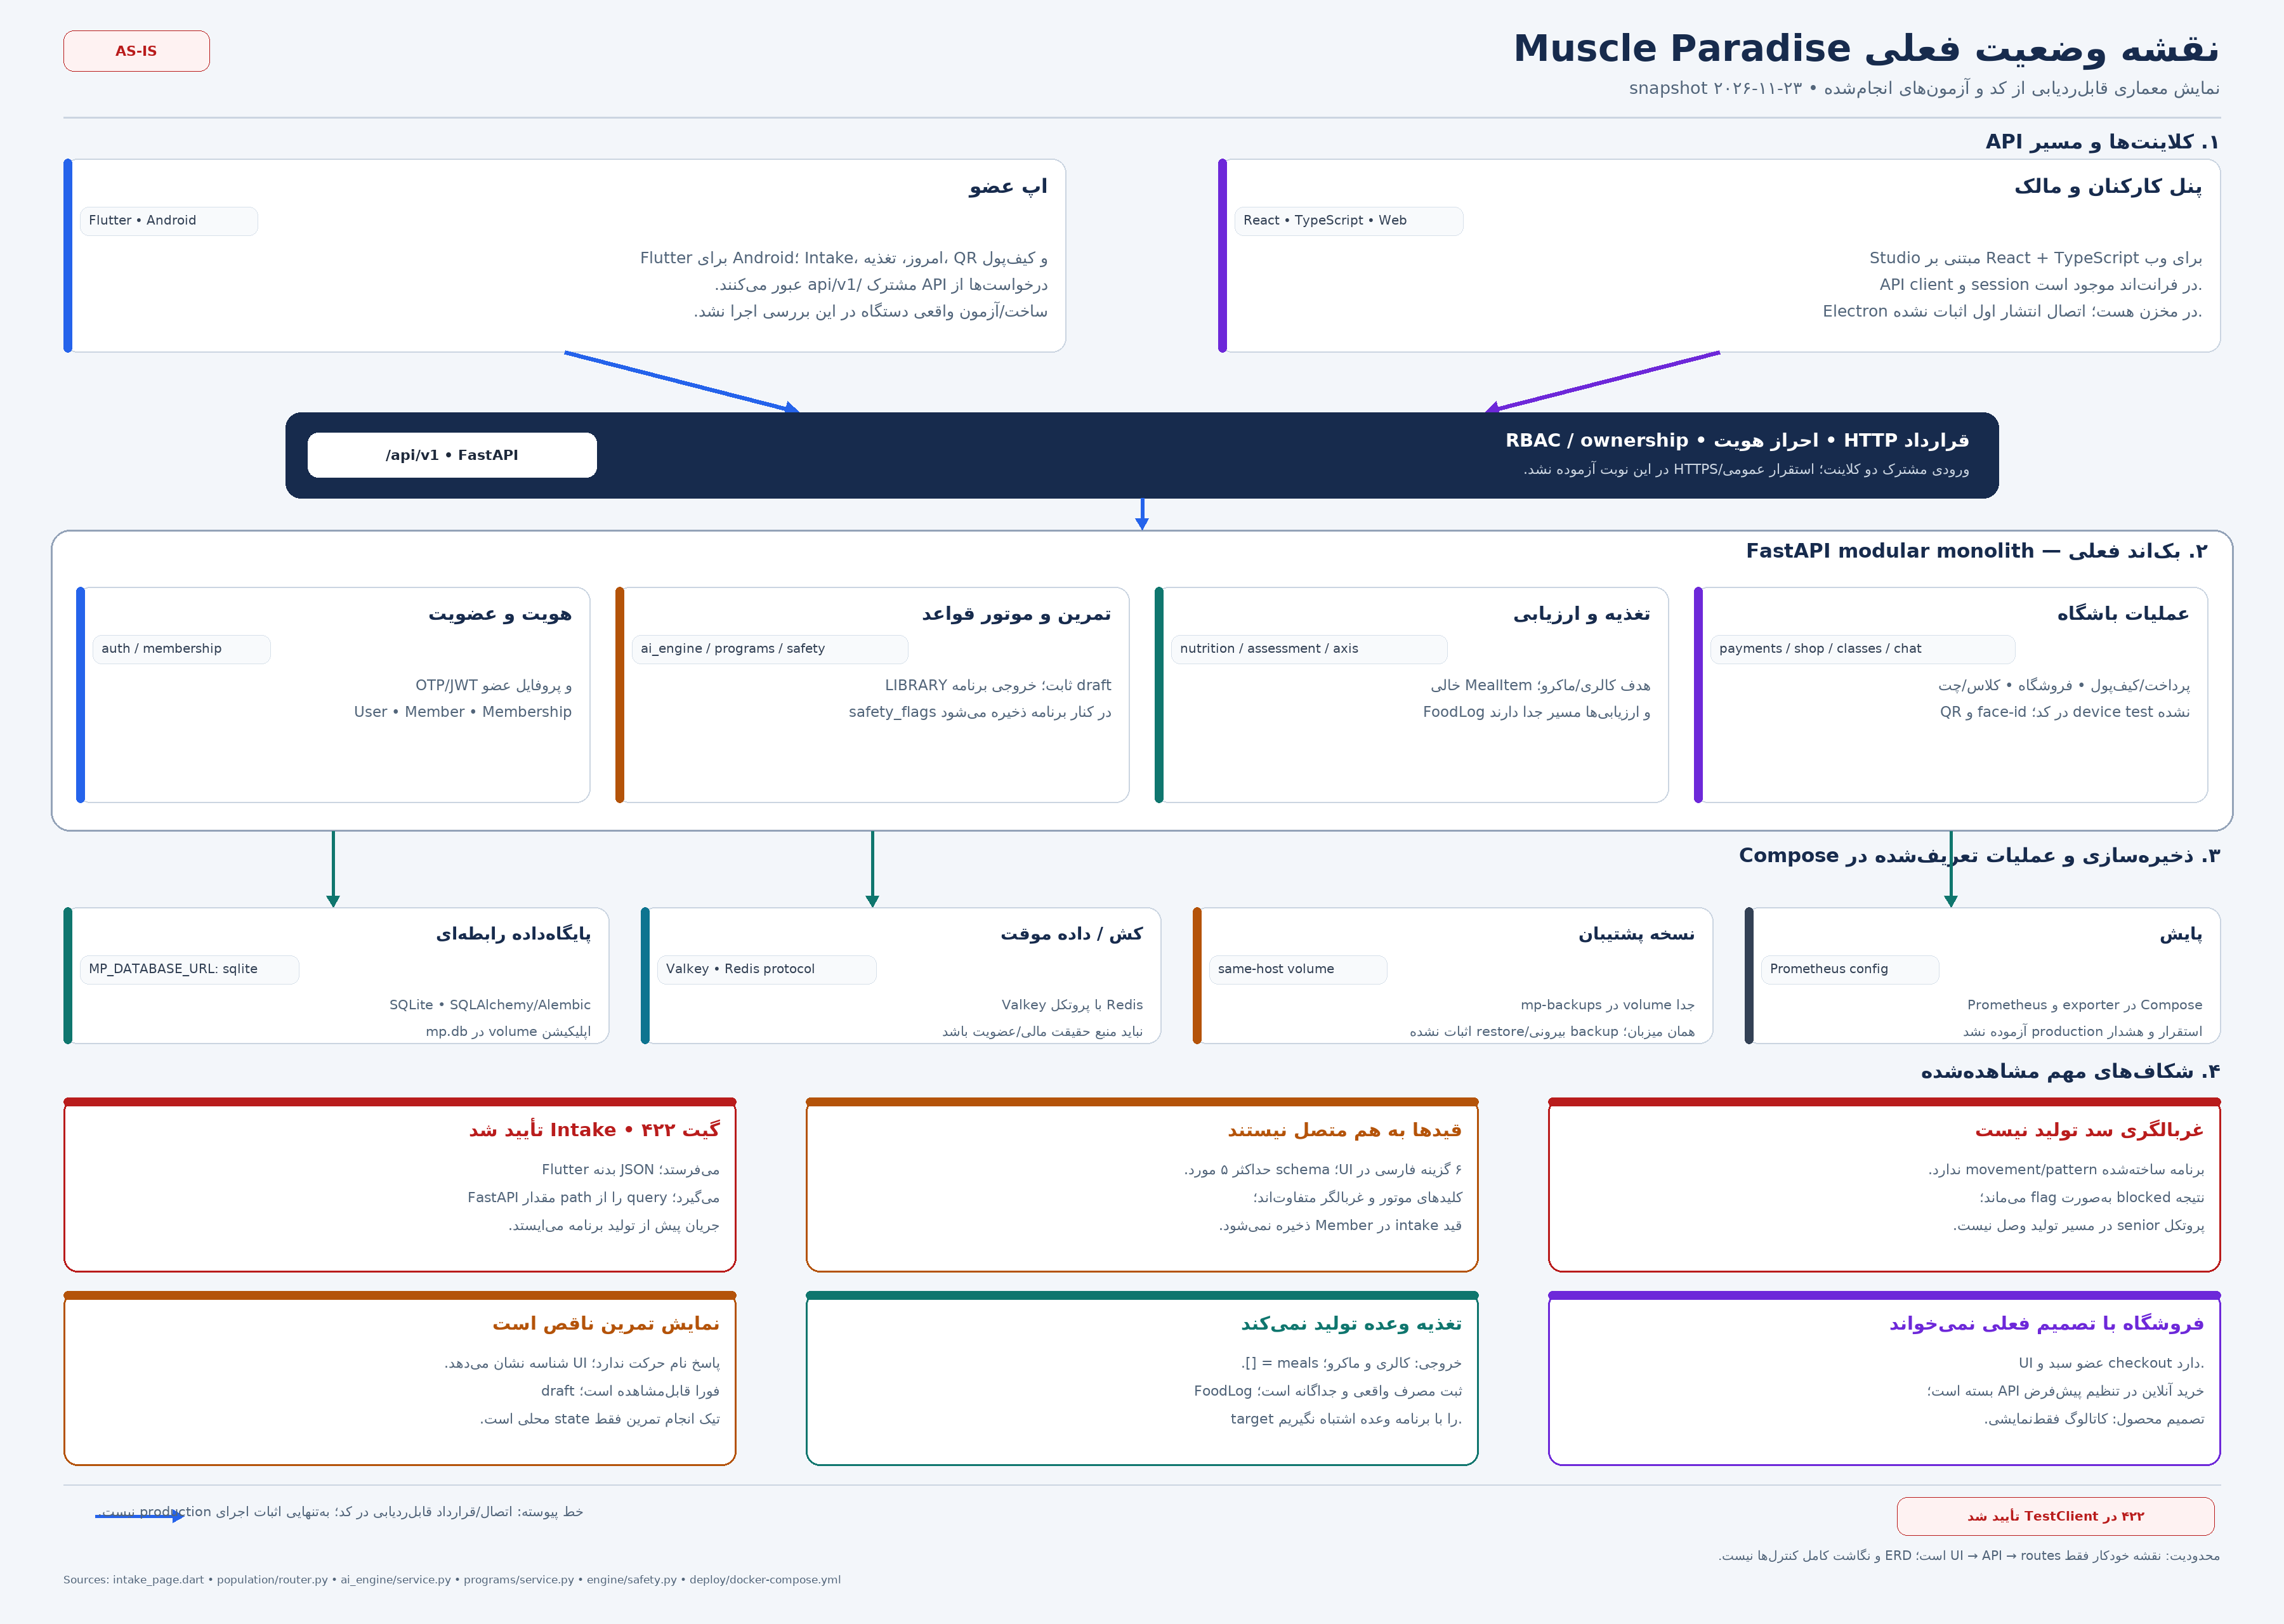 نقشه وضعیت فعلی Muscle Paradise
AS-IS
نمایش معماری قابل‌ردیابی از کد و آزمون‌های انجام‌شده • snapshot ۲۰۲۶-۱۱-۲۳
۱. کلاینت‌ها و مسیر API
پنل کارکنان و مالک
React • TypeScript • Web
برای وب React + TypeScript مبتنی بر Studio
.در فرانت‌اند موجود است session و API client
.در مخزن هست؛ اتصال انتشار اول اثبات نشده Electron
اپ عضو
Flutter • Android
و کیف‌پول QR ،امروز، تغذیه ،Intake ؛Android برای Flutter
درخواست‌ها از API مشترک /api/v1 عبور می‌کنند.
ساخت/آزمون واقعی دستگاه در این بررسی اجرا نشد.
قرارداد HTTP • احراز هویت • RBAC / ownership
ورودی مشترک دو کلاینت؛ استقرار عمومی/HTTPS در این نوبت آزموده نشد.
/api/v1 • FastAPI
۲. بک‌اند فعلی — FastAPI modular monolith
عملیات باشگاه
payments / shop / classes / chat
پرداخت/کیف‌پول • فروشگاه • کلاس/چت
نشده device test در کد؛ face-id و QR
تغذیه و ارزیابی
nutrition / assessment / axis
هدف کالری/ماکرو؛ MealItem خالی
و ارزیابی‌ها مسیر جدا دارند FoodLog
تمرین و موتور قواعد
ai_engine / programs / safety
draft ثابت؛ خروجی برنامه LIBRARY
در کنار برنامه ذخیره می‌شود safety_flags
هویت و عضویت
auth / membership
و پروفایل عضو OTP/JWT
User • Member • Membership
۳. ذخیره‌سازی و عملیات تعریف‌شده در Compose
پایش
Prometheus config
Compose در exporter و Prometheus
استقرار و هشدار production آزموده نشد
نسخه پشتیبان
same-host volume
جدا volume در mp-backups
همان میزبان؛ backup بیرونی/restore اثبات نشده
کش / داده موقت
Valkey • Redis protocol
Redis با پروتکل Valkey
نباید منبع حقیقت مالی/عضویت باشد
پایگاه‌داده رابطه‌ای
MP_DATABASE_URL: sqlite
SQLite • SQLAlchemy/Alembic
اپلیکیشن volume در mp.db
۴. شکاف‌های مهم مشاهده‌شده
غربالگری سد تولید نیست
برنامه ساخته‌شده movement/pattern ندارد.
نتیجه blocked به‌صورت flag می‌ماند؛
پروتکل senior در مسیر تولید وصل نیست.
قیدها به هم متصل نیستند
۶ گزینه فارسی در UI؛ schema حداکثر ۵ مورد.
کلیدهای موتور و غربالگر متفاوت‌اند؛
قید intake در Member ذخیره نمی‌شود.
گیت ۴۲۲ • Intake تأیید شد
می‌فرستد؛ JSON بدنه Flutter
می‌گیرد؛ query را از path مقدار FastAPI
جریان پیش از تولید برنامه می‌ایستد.
فروشگاه با تصمیم فعلی نمی‌خواند
.دارد checkout عضو سبد و UI
خرید آنلاین در تنظیم پیش‌فرض API بسته است؛
تصمیم محصول: کاتالوگ فقط‌نمایشی.
تغذیه وعده تولید نمی‌کند
خروجی: کالری و ماکرو؛ meals = [].
ثبت مصرف واقعی و جداگانه است؛ FoodLog
.را با برنامه وعده اشتباه نگیریم target
نمایش تمرین ناقص است
پاسخ نام حرکت ندارد؛ UI شناسه نشان می‌دهد.
فورا قابل‌مشاهده است؛ draft
تیک انجام تمرین فقط state محلی است.
۴۲۲ در TestClient تأیید شد
خط پیوسته: اتصال/قرارداد قابل‌ردیابی در کد؛ به‌تنهایی اثبات اجرای production نیست.
محدودیت: نقشه خودکار فقط UI → API → routes است؛ ERD و نگاشت کامل کنترل‌ها نیست.
Sources: intake_page.dart • population/router.py • ai_engine/service.py • programs/service.py • engine/safety.py • deploy/docker-compose.yml